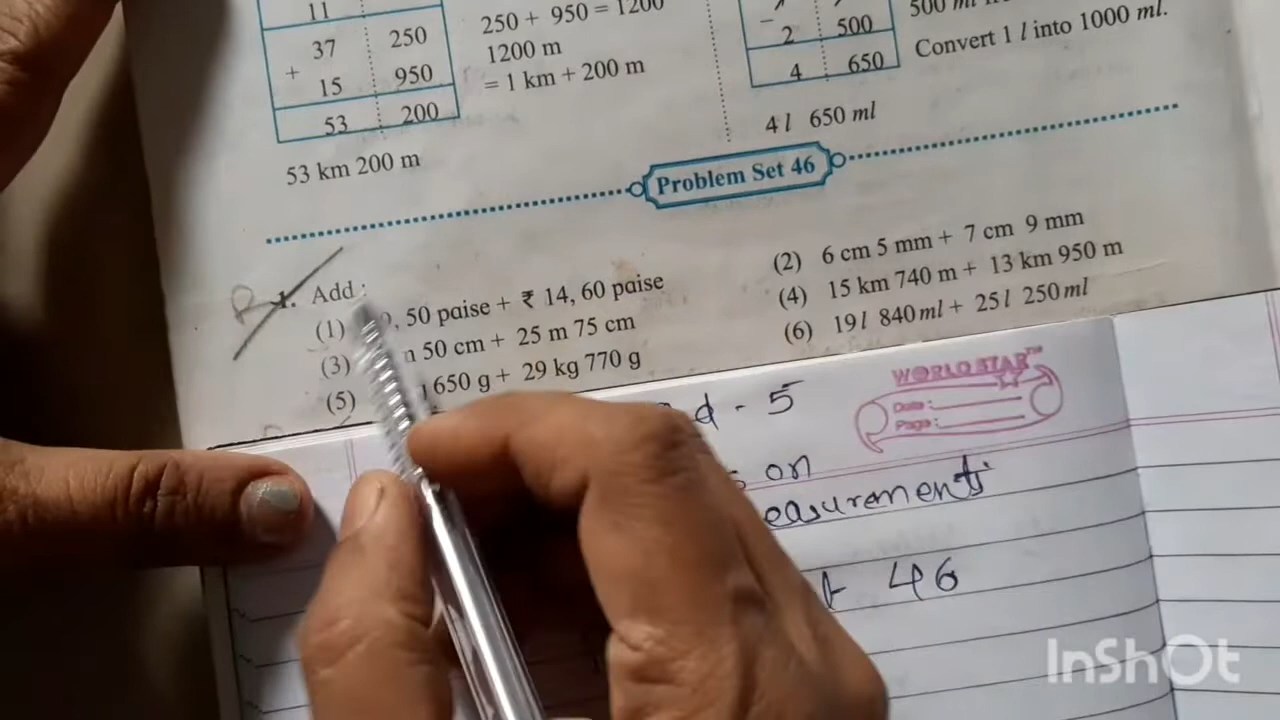 11
37 250
+
15 950
53 200
53 km 200 m
250 + 950 = 1200
1200 m
= 1 km + 200 m
2 500
4 650
4 l 650 ml
500 ml
Convert 1 l into 1000 ml.
Problem Set 46
1. Add :
(1) 50 paise + ₹ 14, 60 paise
(2) 6 cm 5 mm + 7 cm 9 mm
(3) 50 cm + 25 m 75 cm
(4) 15 km 740 m + 13 km 950 m
(5) 650 g + 29 kg 770 g
(6) 19 l 840 ml + 25 l 250 ml
d - 5
on
easurements
46
WORLD STAR™
Date :
Page :
InShOt